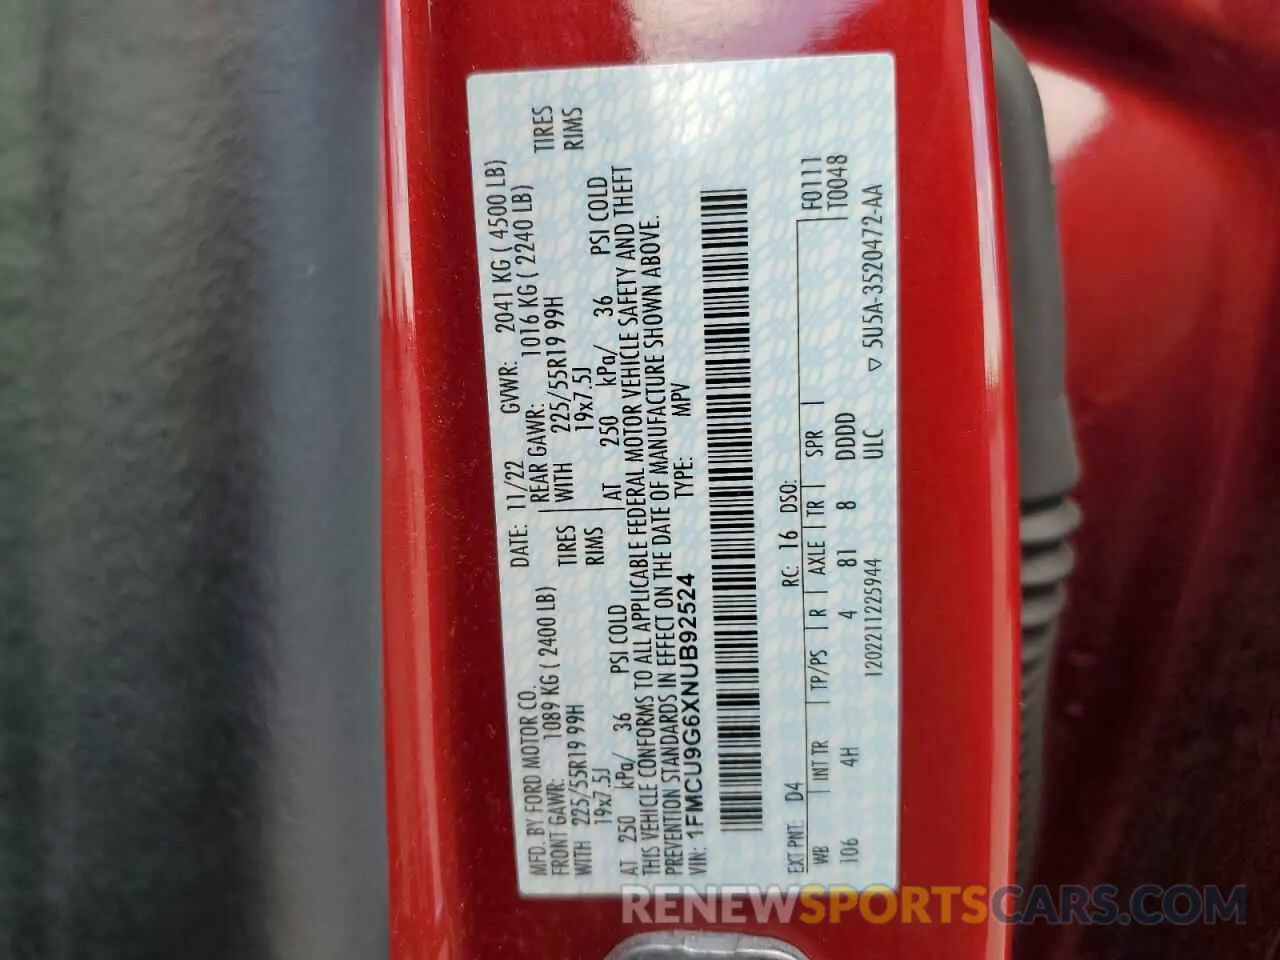 MFD. BY FORD MOTOR CO.
DATE: 11/22 GVWR: 2041 KG ( 4500 LB)
FRONT GAWR: 1089 KG ( 2400 LB) REAR GAWR: 1016 KG ( 2240 LB)
WITH 225/55R19 99H TIRES WITH 225/55R19 99H TIRES
19x7.5J RIMS 19x7.5J RIMS
AT 250 kPa/ 36 PSI COLD AT 250 kPa/ 36 PSI COLD
THIS VEHICLE CONFORMS TO ALL APPLICABLE FEDERAL MOTOR VEHICLE SAFETY AND THEFT
PREVENTION STANDARDS IN EFFECT ON THE DATE OF MANUFACTURE SHOWN ABOVE.
VIN: 1FMCU9G6XNUB92524 TYPE: MPV
EXT PNT: D4 RC: 16 DSO: F0111
WB INT TR TP/PS R AXLE TR SPR T0048
106 4H 4 81 8 DDDD
ULC
120221122594​4 ▽ 5U5A-3520472-AA
RENEWSPORTSCARS.COM